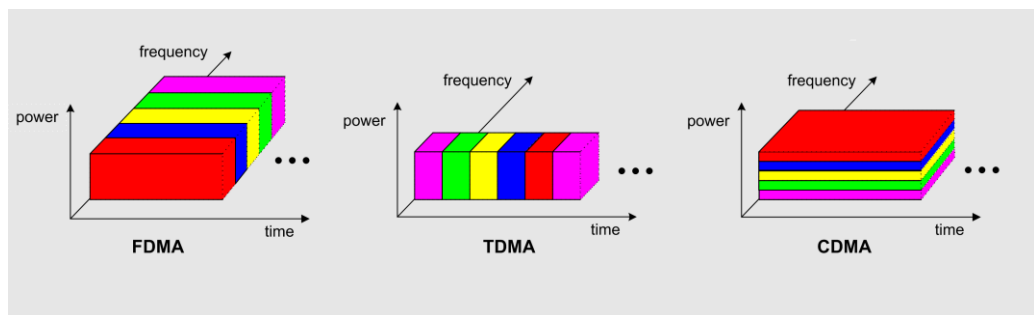 frequency
power
time
FDMA
frequency
power
time
TDMA
frequency
power
time
CDMA